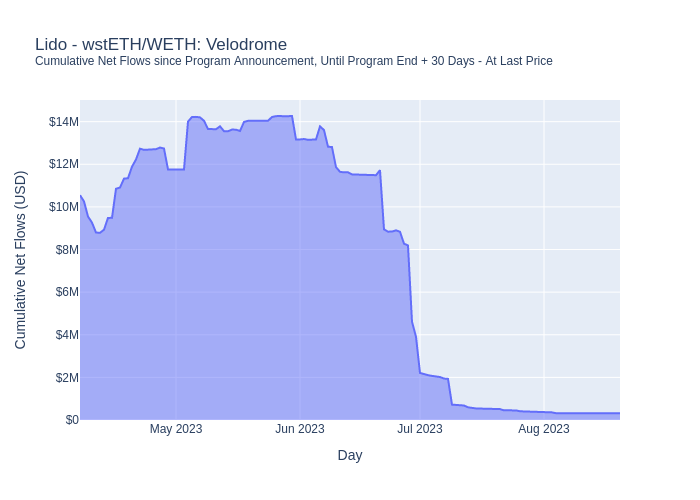 Lido - wstETH/WETH: Velodrome
Cumulative Net Flows since Program Announcement, Until Program End + 30 Days - At Last Price
Cumulative Net Flows (USD)
$14M
$12M
$10M
$8M
$6M
$4M
$2M
$0
May 2023
Jun 2023
Jul 2023
Aug 2023
Day